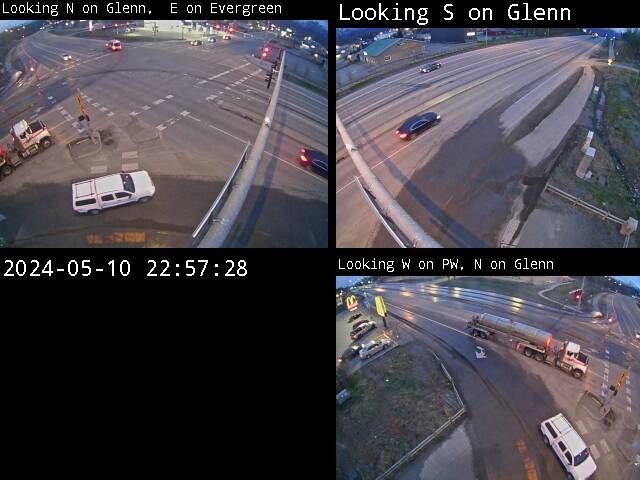 Looking N on Glenn,  E on Evergreen
Looking S on Glenn
2024-05-10 22:57:28
Looking W on PW, N on Glenn